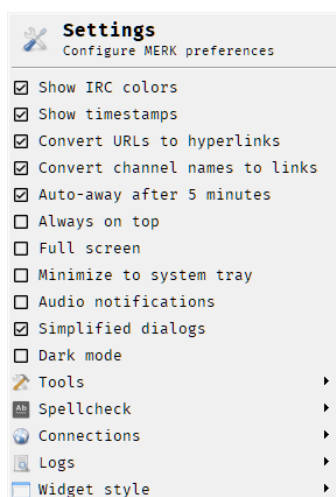 Settings
Configure MERK preferences
Show IRC colors
Show timestamps
Convert URLs to hyperlinks
Convert channel names to links
Auto-away after 5 minutes
Always on top
Full screen
Minimize to system tray
Audio notifications
Simplified dialogs
Dark mode
Tools
Ab Spellcheck
Connections
Logs
Widget style